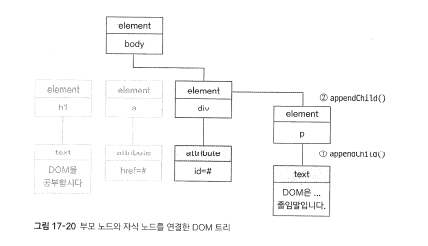 element
body
element
h1
element
a
element
div
② appendChild()
element
p
① appendChild()
text
DOM을
공부합시다
attribute
href=#
attribute
id=#
text
DOM은 ...
줄임말입니다.
그림 17-20 부모 노드와 자식 노드를 연결한 DOM 트리